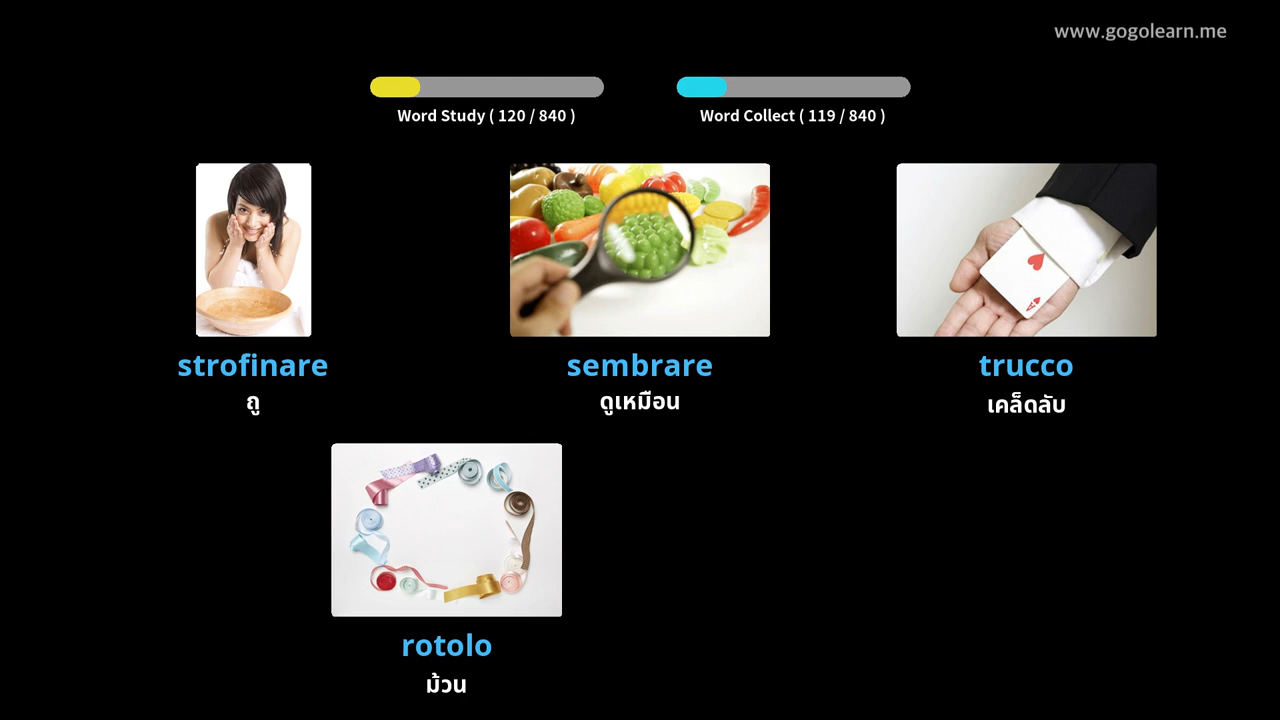 www.gogolearn.me
Word Study ( 120 / 840 )
Word Collect ( 119 / 840 )
strofinare
ถู
sembrare
ดูเหมือน
trucco
เคล็ดลับ
rotolo
ม้วน